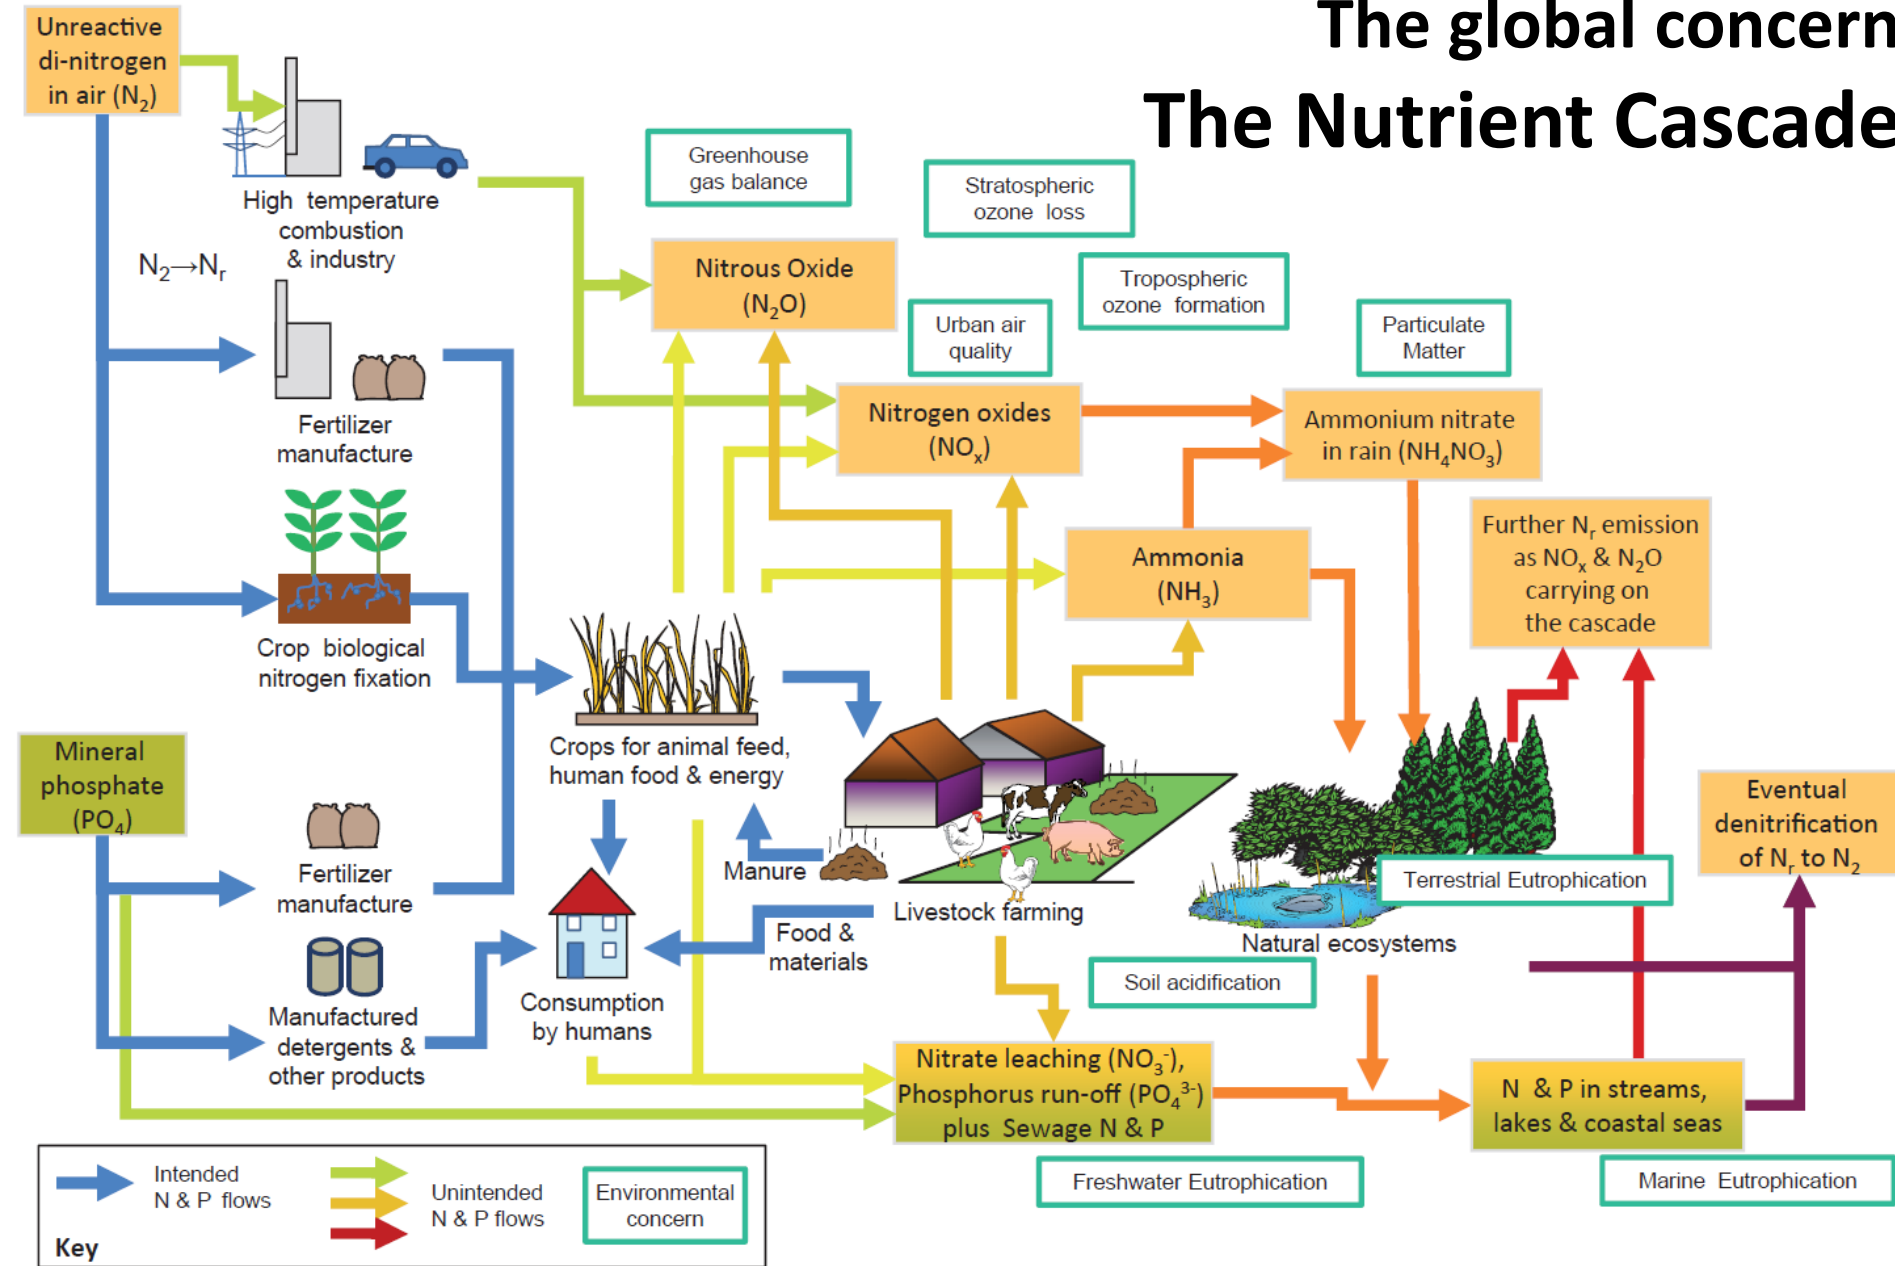 The global concern
The Nutrient Cascade
Unreactive
di-nitrogen
in air (N₂)
High temperature
combustion
& industry
N₂→Nᵣ
Fertilizer
manufacture
Crop biological
nitrogen fixation
Mineral
phosphate
(PO₄)
Fertilizer
manufacture
Manufactured
detergents &
other products
Greenhouse
gas balance
Stratospheric
ozone loss
Tropospheric
ozone formation
Urban air
quality
Particulate
Matter
Nitrous Oxide
(N₂O)
Nitrogen oxides
(NOₓ)
Ammonium nitrate
in rain (NH₄NO₃)
Ammonia
(NH₃)
Further Nᵣ emission
as NOₓ & N₂O
carrying on
the cascade
Crops for animal feed,
human food & energy
Manure
Livestock farming
Food &
materials
Consumption
by humans
Natural ecosystems
Terrestrial Eutrophication
Soil acidification
Eventual
denitrification
of Nᵣ to N₂
Nitrate leaching (NO₃⁻),
Phosphorus run-off (PO₄³⁻)
plus Sewage N & P
N & P in streams,
lakes & coastal seas
Freshwater Eutrophication
Marine Eutrophication
Intended
N & P flows
Unintended
N & P flows
Environmental
concern
Key